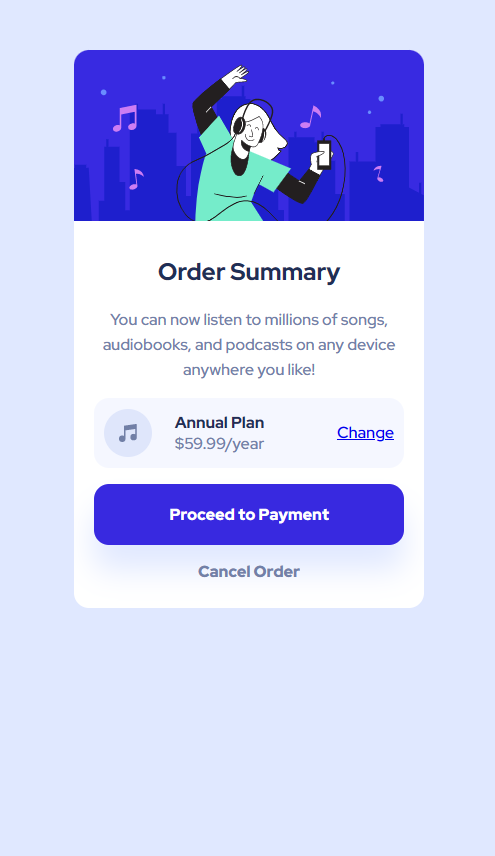 Order Summary
You can now listen to millions of songs,
audiobooks, and podcasts on any device
anywhere you like!
Annual Plan
$59.99/year
Change
Proceed to Payment
Cancel Order